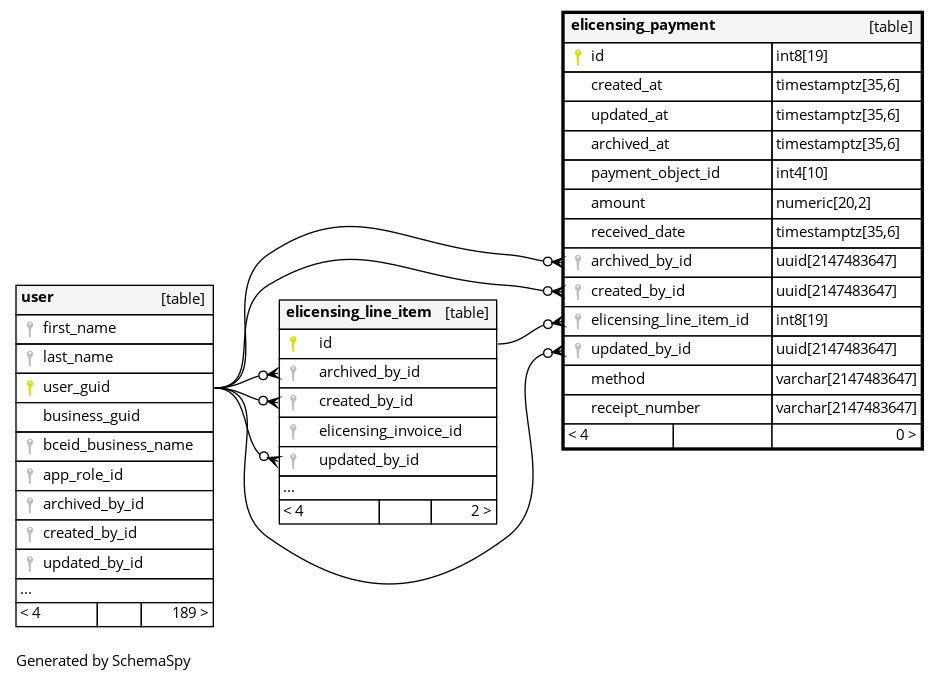 elicensing_payment [table]
id int8[19]
created_at timestamptz[35,6]
updated_at timestamptz[35,6]
archived_at timestamptz[35,6]
payment_object_id int4[10]
amount numeric[20,2]
received_date timestamptz[35,6]
archived_by_id uuid[2147483647]
created_by_id uuid[2147483647]
elicensing_line_item_id int8[19]
updated_by_id uuid[2147483647]
method varchar[2147483647]
receipt_number varchar[2147483647]
< 4 0 >
user [table]
first_name
last_name
user_guid
business_guid
bceid_business_name
app_role_id
archived_by_id
created_by_id
updated_by_id
...
< 4 189 >
elicensing_line_item [table]
id
archived_by_id
created_by_id
elicensing_invoice_id
updated_by_id
...
< 4 2 >
Generated by SchemaSpy